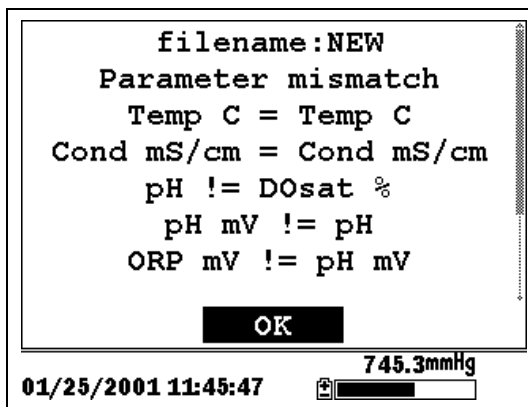 filename:NEW
Parameter mismatch
Temp C = Temp C
Cond mS/cm = Cond mS/cm
pH != DOsat %
pH mV != pH
ORP mV != pH mV
OK
745.3mmHg
01/25/2001 11:45:47